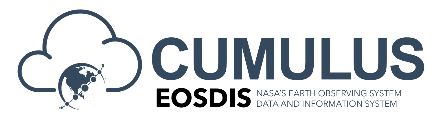 CUMULUS
EOSDIS
NASA'S EARTH OBSERVING SYSTEM
DATA AND INFORMATION SYSTEM